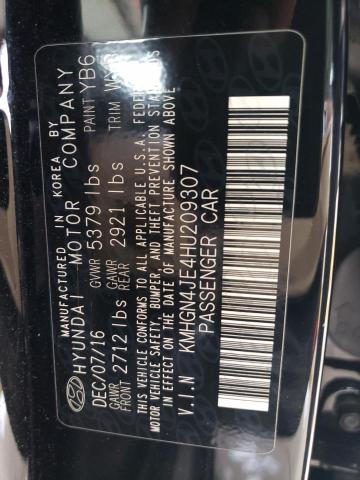 MANUFACTURED IN KOREA BY
HYUNDAI MOTOR COMPANY
DEC/07/16 GVWR 5379 lbs PAINT YB6
GAWR FRONT 2712 lbs GAWR REAR 2921 lbs TRIM
THIS VEHICLE CONFORMS TO ALL APPLICABLE U.S.A. FEDERAL
MOTOR VEHICLE SAFETY, BUMPER, AND THEFT PREVENTION STANDARDS
IN EFFECT ON THE DATE OF MANUFACTURE SHOWN ABOVE
V.I.N KMHGN4JE4HU209307
PASSENGER CAR